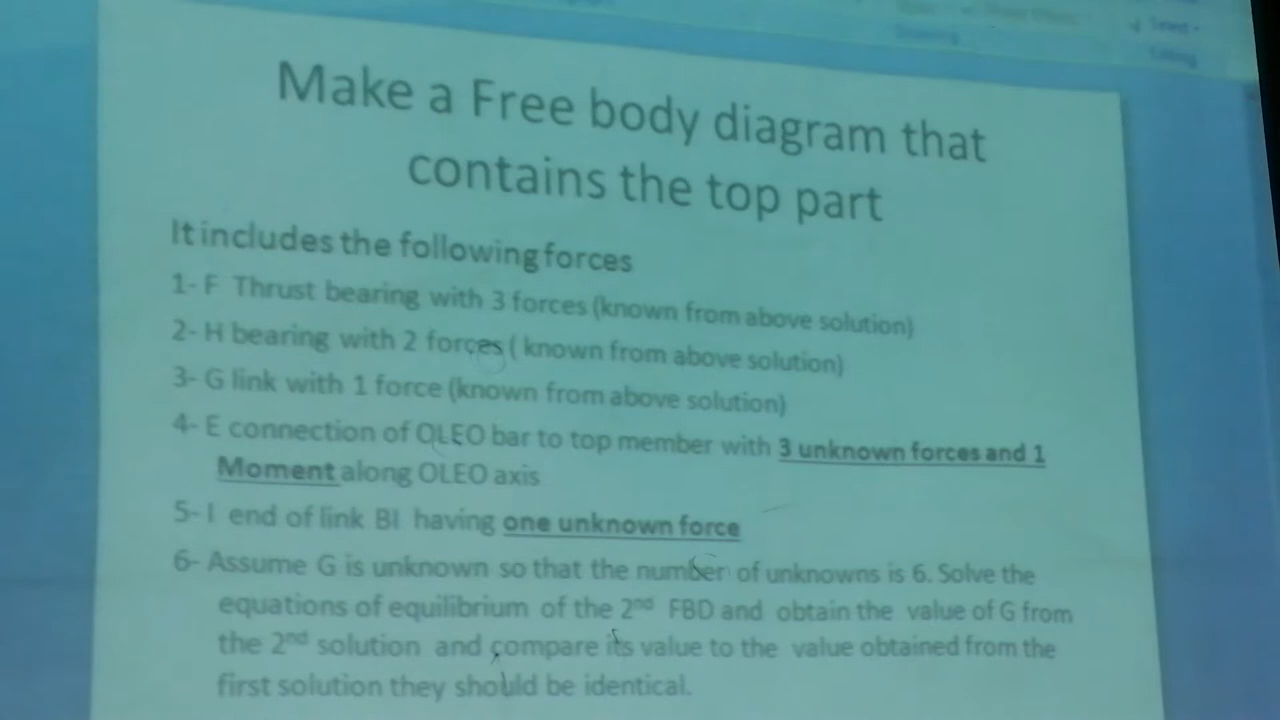 Select
Drawing
Editing
Make a Free body diagram that
contains the top part
It includes the following forces
1- F Thrust bearing with 3 forces (known from above solution)
2- H bearing with 2 forces ( known from above solution)
3- G link with 1 force (known from above solution)
4- E connection of OLEO bar to top member with 3 unknown forces and 1
Moment along OLEO axis
5- I end of link BI having one unknown force
6- Assume G is unknown so that the number of unknowns is 6. Solve the
equations of equilibrium of the 2nd FBD and obtain the value of G from
the 2nd solution and compare its value to the value obtained from the
first solution they should be identical.